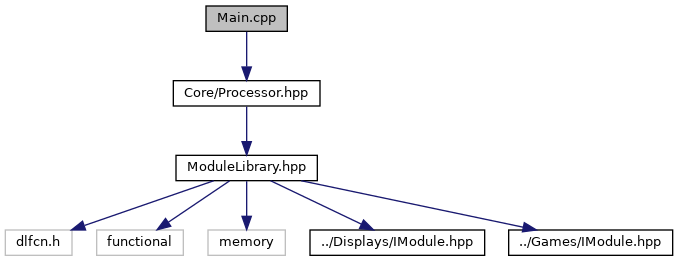 Main.cpp
Core/Processor.hpp
ModuleLibrary.hpp
dlfcn.h
functional
memory
../Displays/IModule.hpp
../Games/IModule.hpp